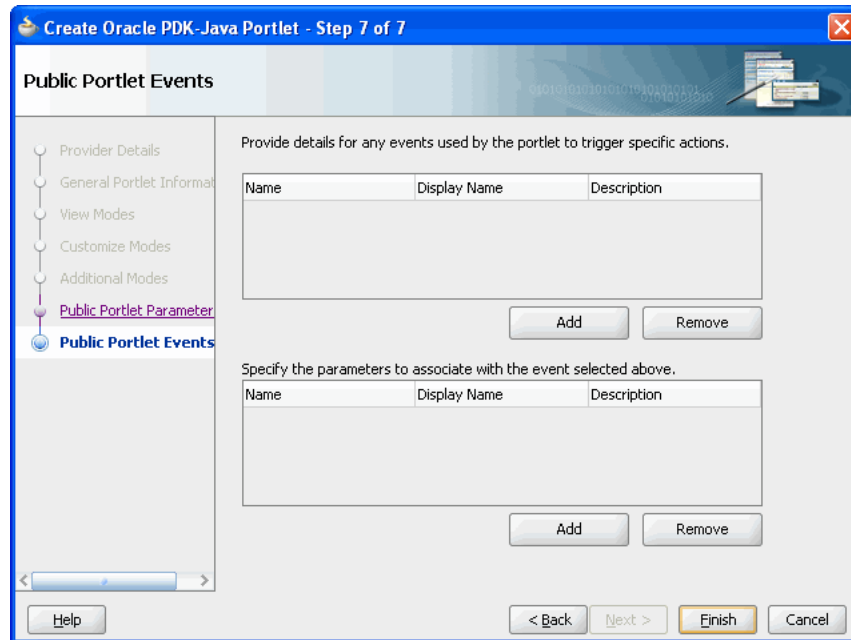 Create Oracle PDK-Java Portlet - Step 7 of 7
Public Portlet Events
Provider Details
General Portlet Informat
View Modes
Customize Modes
Additional Modes
Public Portlet Parameter
Public Portlet Events
Provide details for any events used by the portlet to trigger specific actions.
Name Display Name Description
Add Remove
Specify the parameters to associate with the event selected above.
Name Display Name Description
Add Remove
Help < Back Next > Finish Cancel